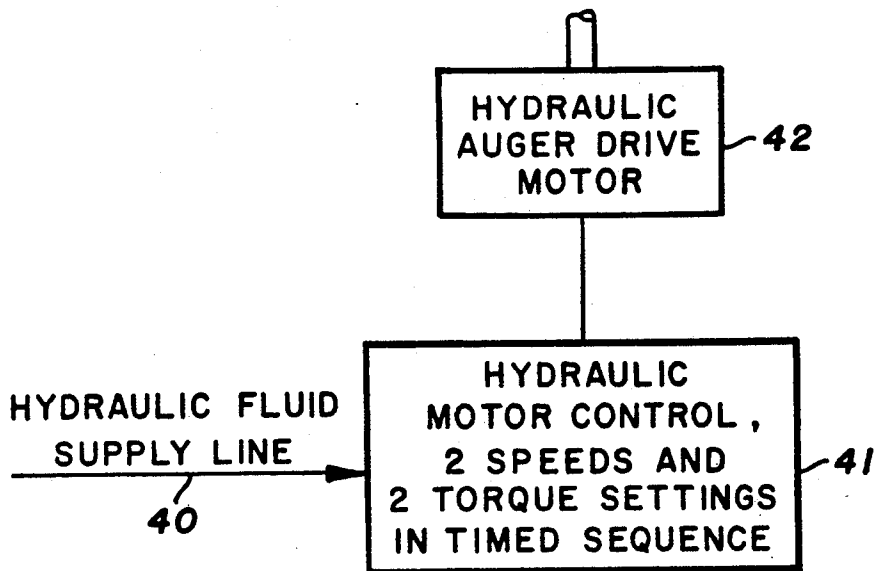 HYDRAULIC
AUGER DRIVE
MOTOR
42
HYDRAULIC
MOTOR CONTROL,
2 SPEEDS AND
2 TORQUE SETTINGS
IN TIMED SEQUENCE
41
HYDRAULIC FLUID
SUPPLY LINE
40